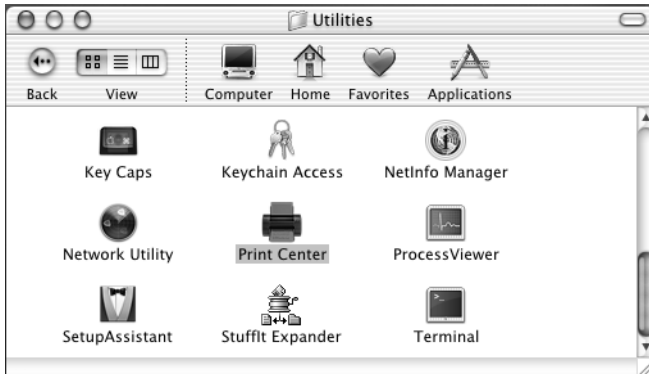 Utilities
Back View Computer Home Favorites Applications
Key Caps Keychain Access NetInfo Manager
Network Utility Print Center ProcessViewer
SetupAssistant StuffIt Expander Terminal